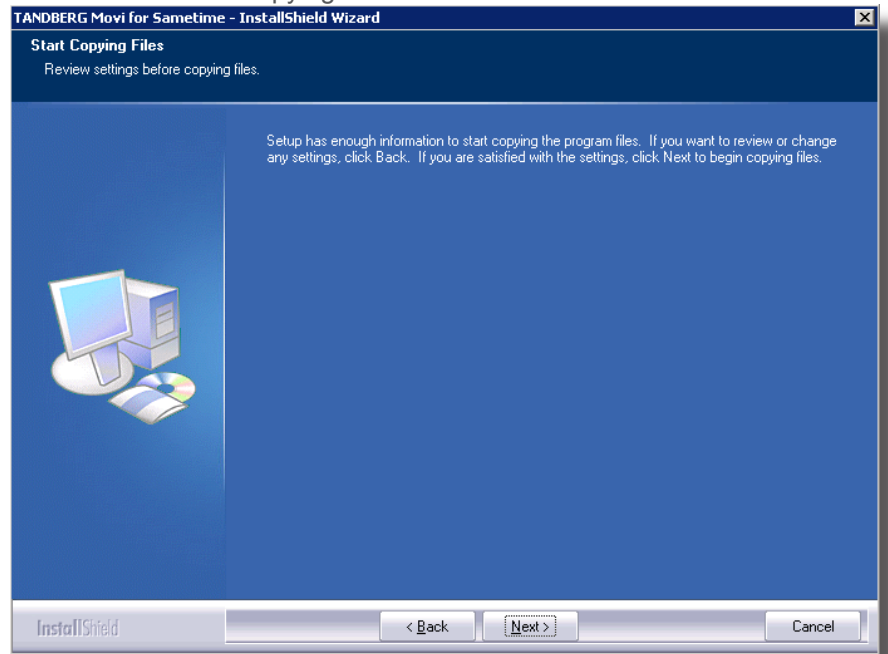 TANDBERG Movi for Sametime - InstallShield Wizard
Start Copying Files
Review settings before copying files.
Setup has enough information to start copying the program files. If you want to review or change
any settings, click Back. If you are satisfied with the settings, click Next to begin copying files.
InstallShield
< Back
Next >
Cancel